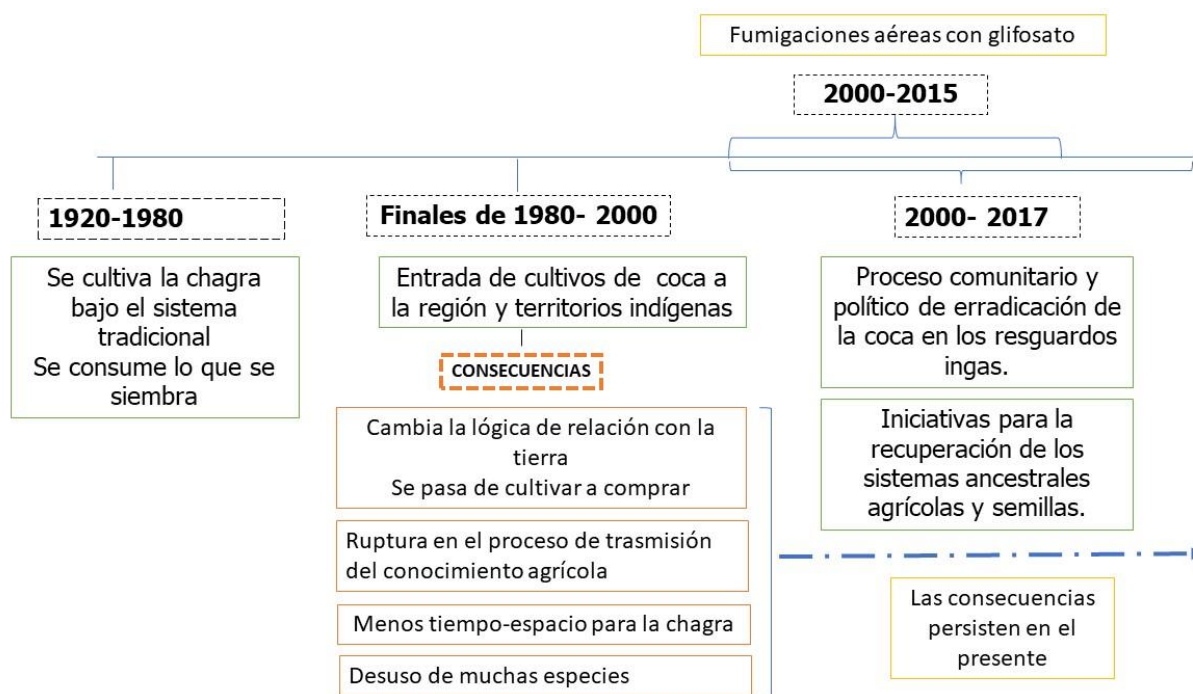 Fumigaciones aéreas con glifosato
2000-2015
1920-1980
Se cultiva la chagra
bajo el sistema
tradicional
Se consume lo que se
siembra
Finales de 1980- 2000
Entrada de cultivos de coca a
la región y territorios indígenas
CONSECUENCIAS
Cambia la lógica de relación con la
tierra
Se pasa de cultivar a comprar
Ruptura en el proceso de trasmisión
del conocimiento agrícola
Menos tiempo-espacio para la chagra
Desuso de muchas especies
2000- 2017
Proceso comunitario y
político de erradicación de
la coca en los resguardos
ingas.
Iniciativas para la
recuperación de los
sistemas ancestrales
agrícolas y semillas.
Las consecuencias
persisten en el
presente